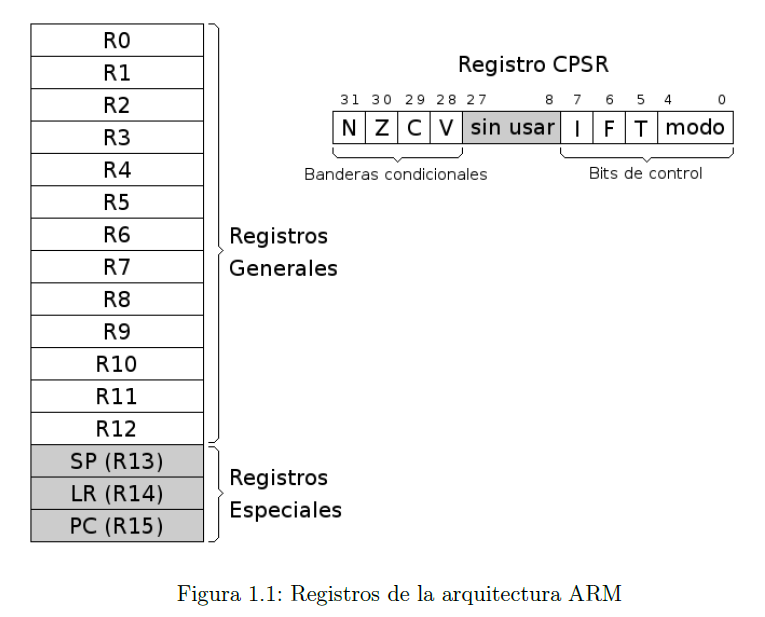 R0
R1
R2
R3
R4
R5
R6
R7
R8
R9
R10
R11
R12
SP (R13)
LR (R14)
PC (R15)
Registros
Generales
Registros
Especiales
Registro CPSR
31 30 29 28 27 8 7 6 5 4 0
N Z C V sin usar I F T modo
Banderas condicionales Bits de control
Figura 1.1: Registros de la arquitectura ARM